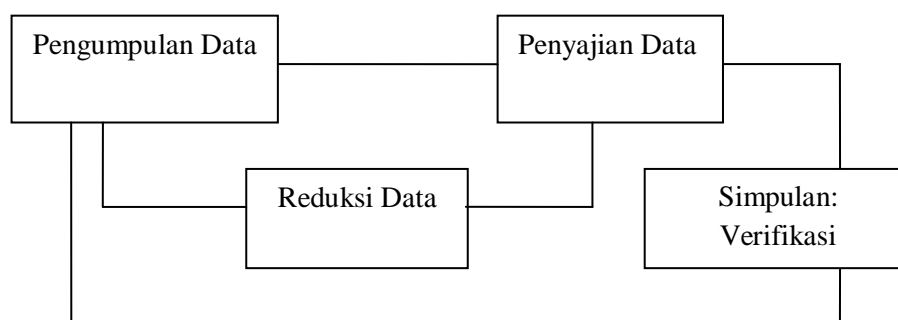 Pengumpulan Data
Penyajian Data
Reduksi Data
Simpulan:
Verifikasi